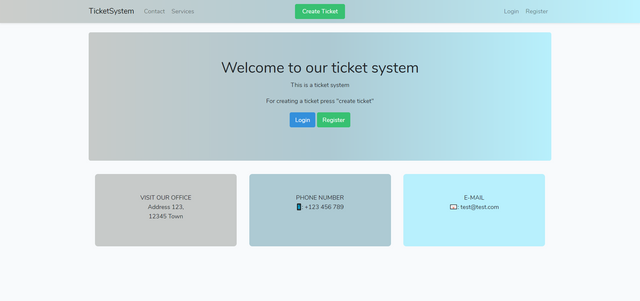 TicketSystem Contact Services Create Ticket Login Register
Welcome to our ticket system
This is a ticket system
For creating a ticket press "create ticket"
Login Register
VISIT OUR OFFICE
Address 123,
12345 Town
PHONE NUMBER
: +123 456 789
E-MAIL
: test@test.com